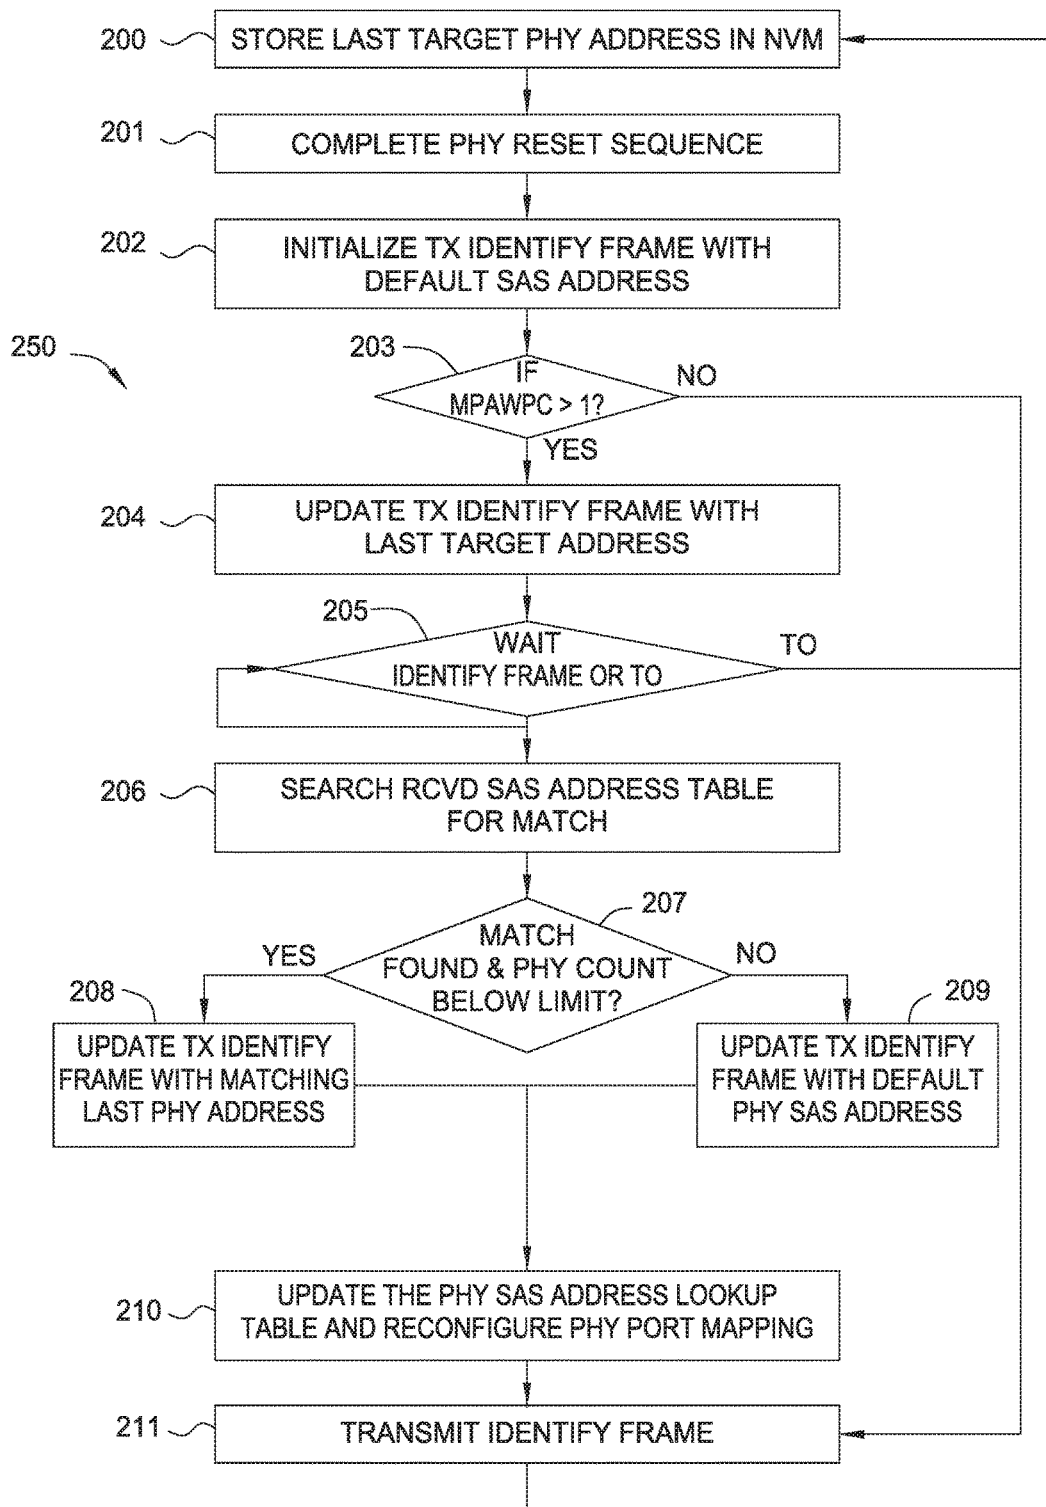 200
STORE LAST TARGET PHY ADDRESS IN NVM
201
COMPLETE PHY RESET SEQUENCE
202
INITIALIZE TX IDENTIFY FRAME WITH
DEFAULT SAS ADDRESS
250
203
IF
MPAWPC > 1?
NO
YES
204
UPDATE TX IDENTIFY FRAME WITH
LAST TARGET ADDRESS
205
WAIT
IDENTIFY FRAME OR TO
TO
206
SEARCH RCVD SAS ADDRESS TABLE
FOR MATCH
207
MATCH
FOUND & PHY COUNT
BELOW LIMIT?
YES
NO
208
UPDATE TX IDENTIFY
FRAME WITH MATCHING
LAST PHY ADDRESS
209
UPDATE TX IDENTIFY
FRAME WITH DEFAULT
PHY SAS ADDRESS
210
UPDATE THE PHY SAS ADDRESS LOOKUP
TABLE AND RECONFIGURE PHY PORT MAPPING
211
TRANSMIT IDENTIFY FRAME